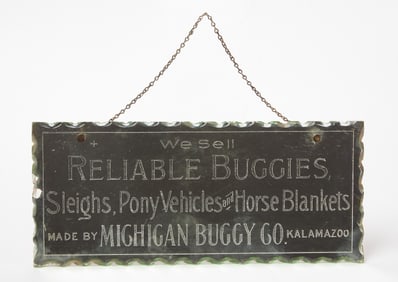 We Sell
RELIABLE BUGGIES,
Sleighs, Pony Vehicles and Horse Blankets
MADE BY MICHIGAN BUGGY CO. KALAMAZOO